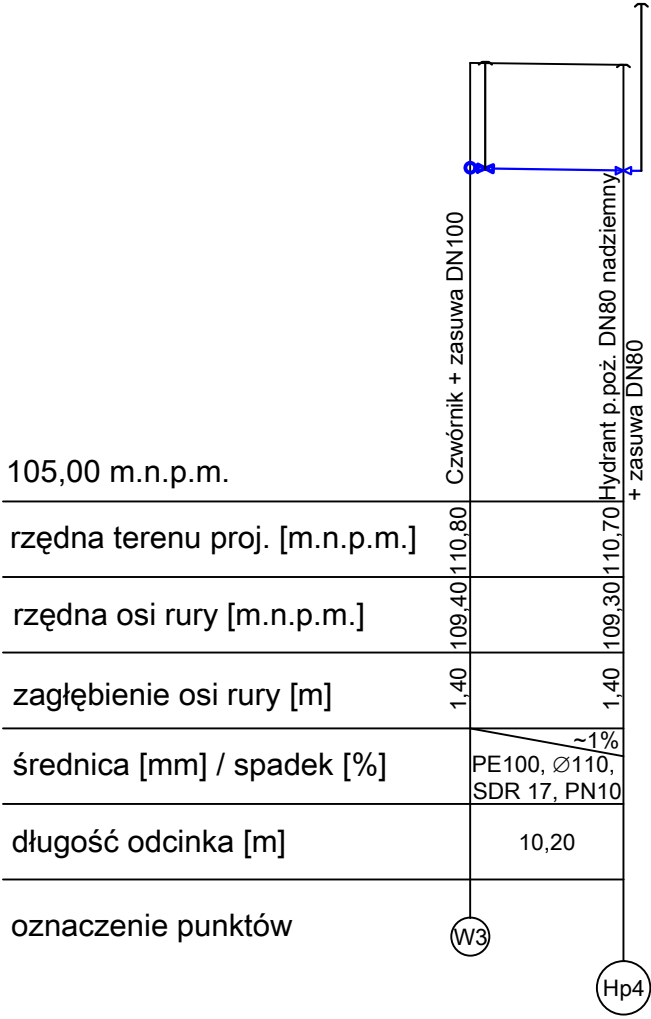 Czwórnik + zasuwa DN100
Hydrant p.poż. DN80 nadziemny
+ zasuwa DN80
105,00 m.n.p.m.
rzędna terenu proj. [m.n.p.m.]
110,80
110,70
rzędna osi rury [m.n.p.m.]
109,40
109,30
zagłębienie osi rury [m]
1,40
1,40
średnica [mm] / spadek [%]
~1%
PE100, ∅110,
SDR 17, PN10
długość odcinka [m]
10,20
oznaczenie punktów
W3
Hp4